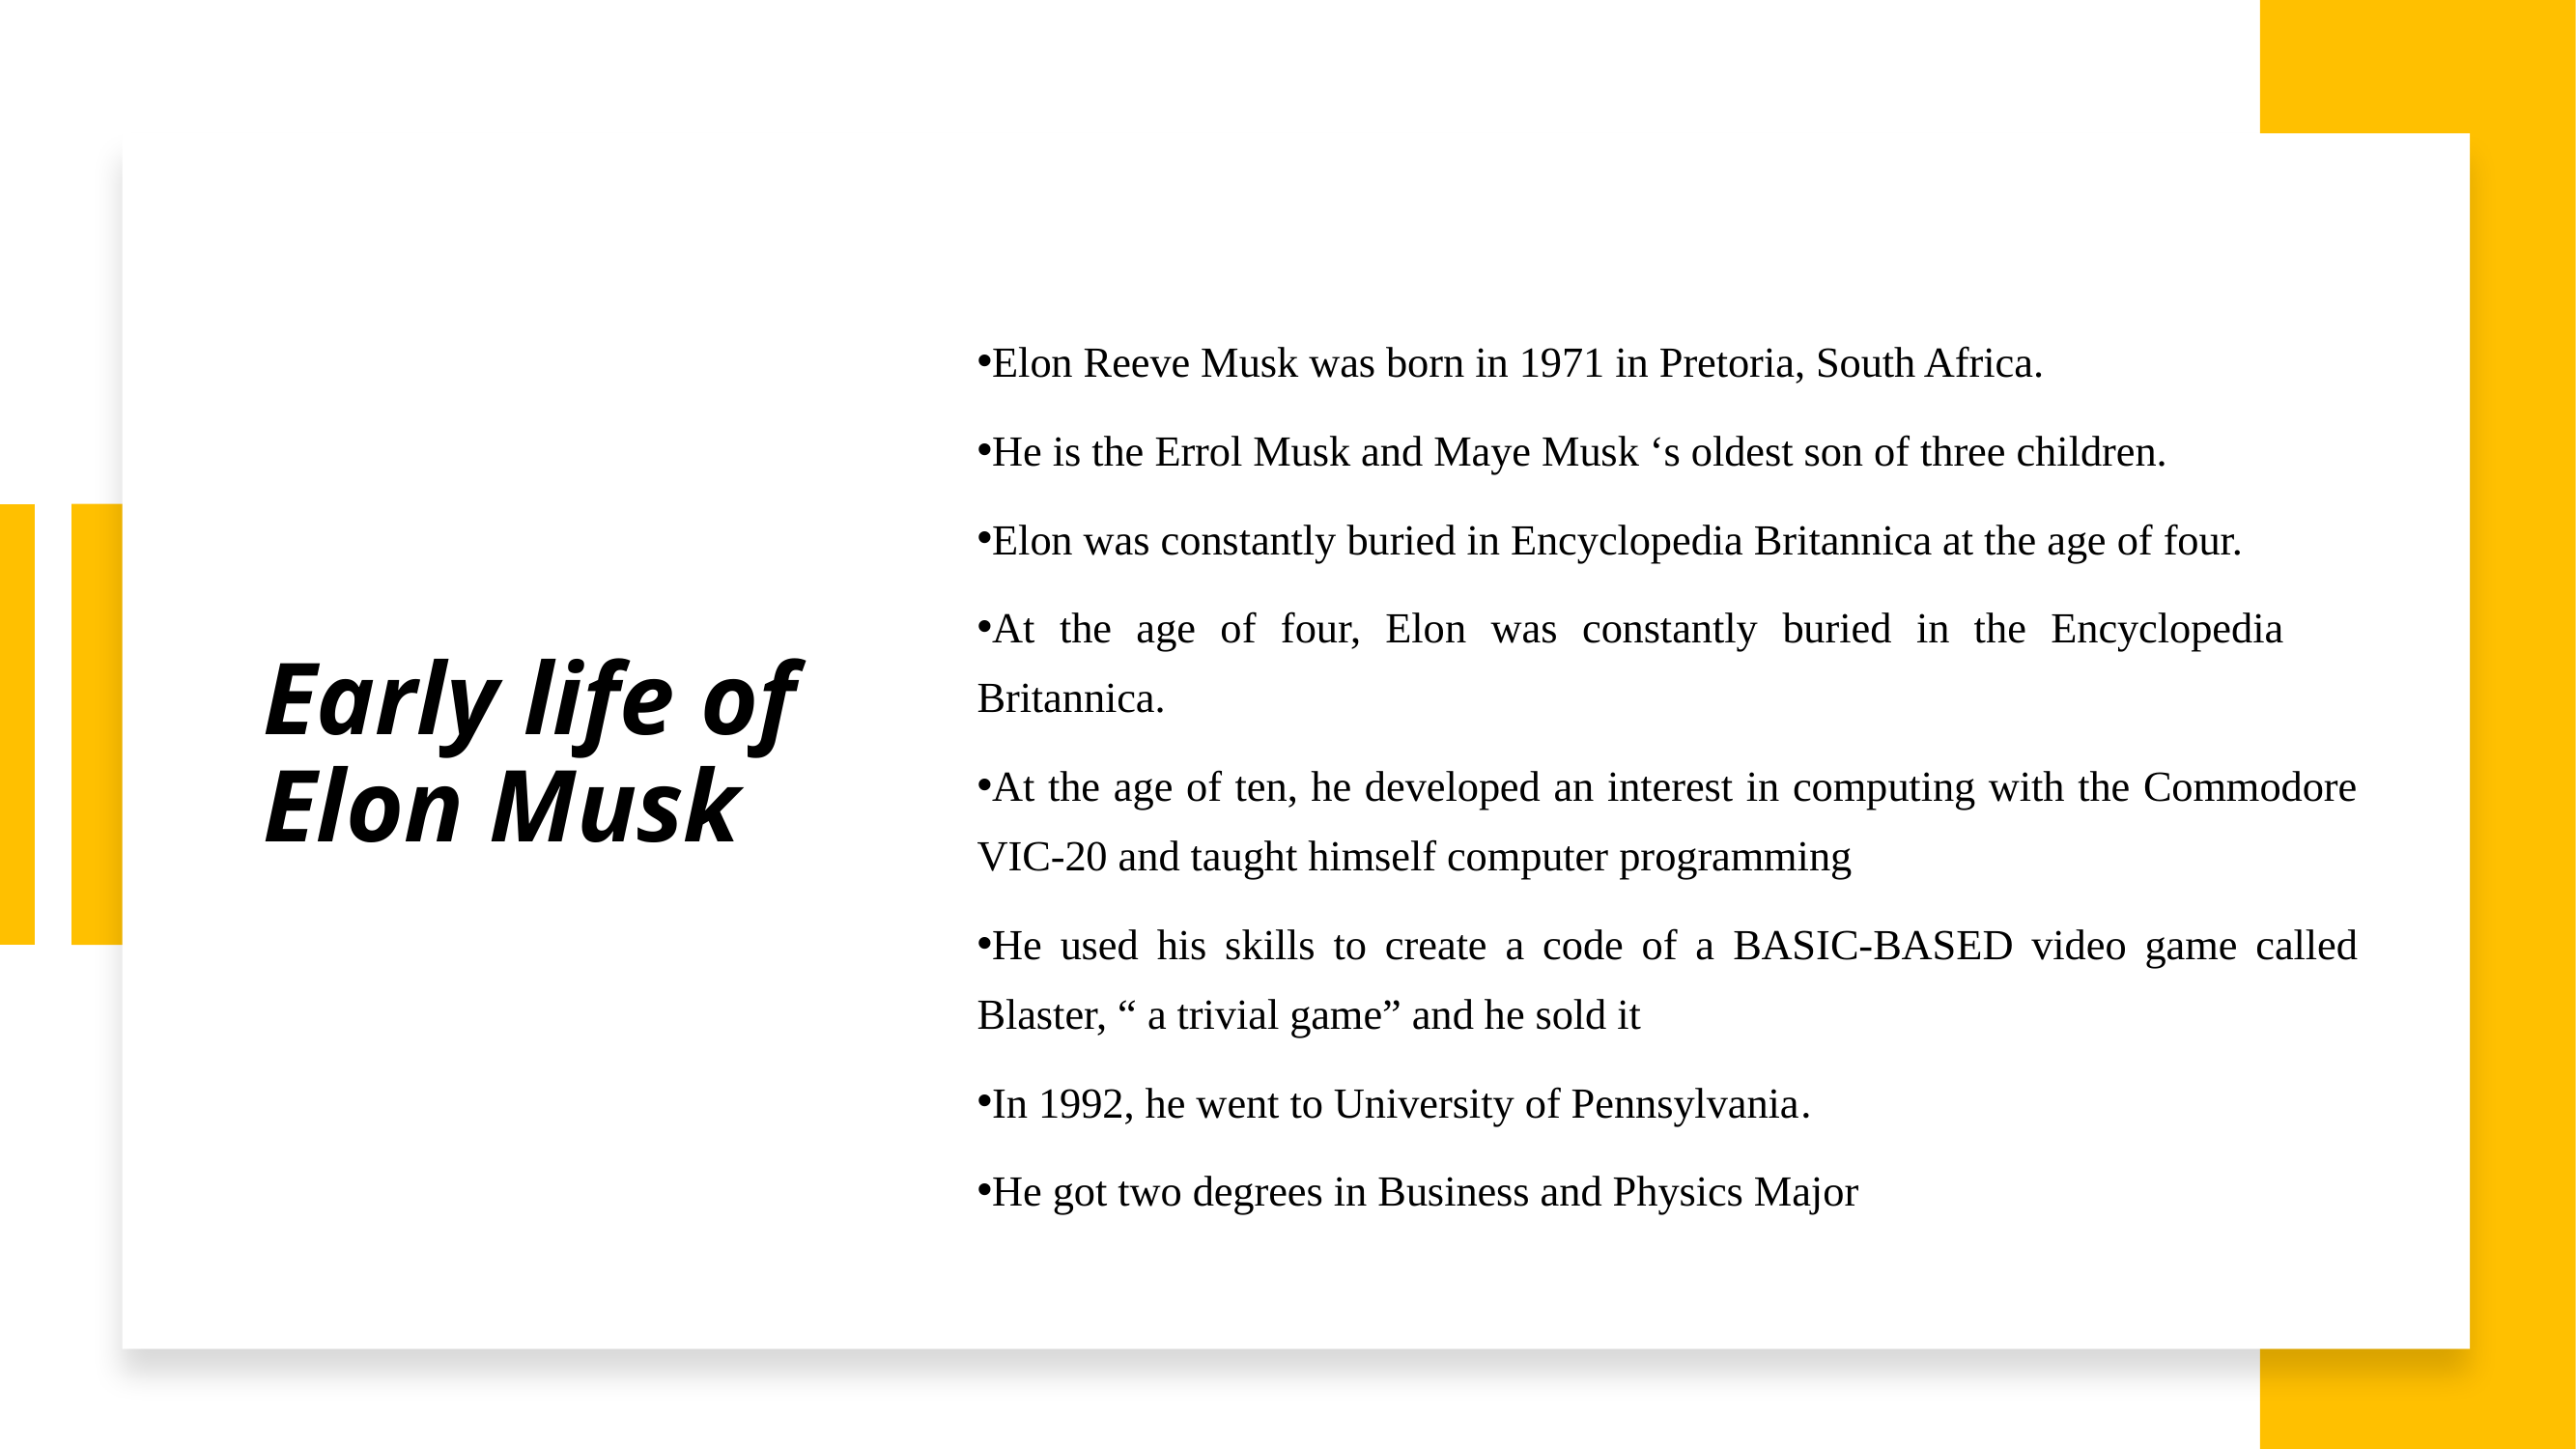 Early life of
Elon Musk
•Elon Reeve Musk was born in 1971 in Pretoria, South Africa.
•He is the Errol Musk and Maye Musk ‘s oldest son of three children.
•Elon was constantly buried in Encyclopedia Britannica at the age of four.
•At the age of four, Elon was constantly buried in the Encyclopedia
Britannica.
•At the age of ten, he developed an interest in computing with the Commodore
VIC-20 and taught himself computer programming
•He used his skills to create a code of a BASIC-BASED video game called
Blaster, “ a trivial game” and he sold it
•In 1992, he went to University of Pennsylvania.
•He got two degrees in Business and Physics Major